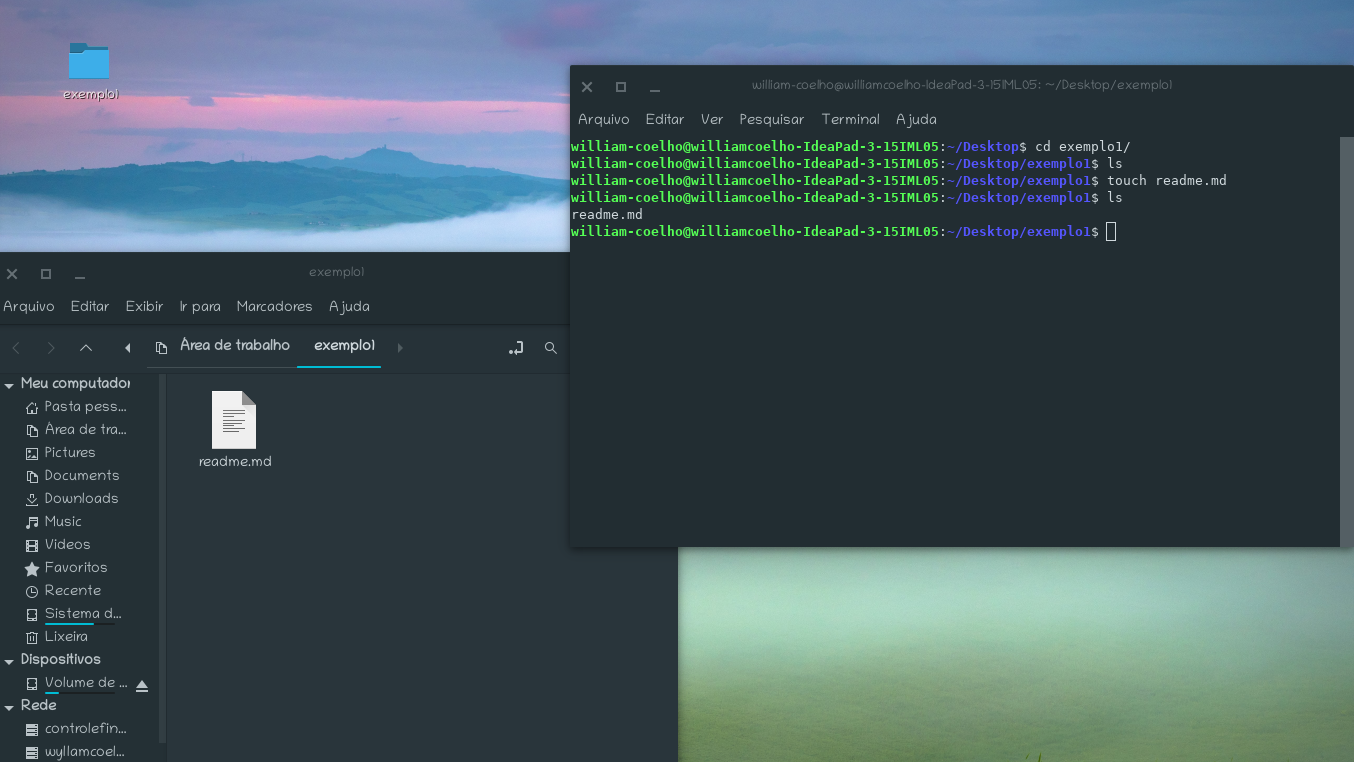 exemplo1
william-coelho@williamcoelho-IdeaPad-3-15IML05: ~/Desktop/exemplo1
Arquivo Editar Ver Pesquisar Terminal Ajuda
william-coelho@williamcoelho-IdeaPad-3-15IML05:~/Desktop$ cd exemplo1/
william-coelho@williamcoelho-IdeaPad-3-15IML05:~/Desktop/exemplo1$ ls
william-coelho@williamcoelho-IdeaPad-3-15IML05:~/Desktop/exemplo1$ touch readme.md
william-coelho@williamcoelho-IdeaPad-3-15IML05:~/Desktop/exemplo1$ ls
readme.md
william-coelho@williamcoelho-IdeaPad-3-15IML05:~/Desktop/exemplo1$
exemplo1
Arquivo Editar Exibir Ir para Marcadores Ajuda
Área de trabalho exemplo1
Meu computador
Pasta pess...
Área de tra...
Pictures
Documents
Downloads
Music
Videos
Favoritos
Recente
Sistema d...
Lixeira
Dispositivos
Volume de ...
Rede
controlefin...
wyllamcoel...
readme.md